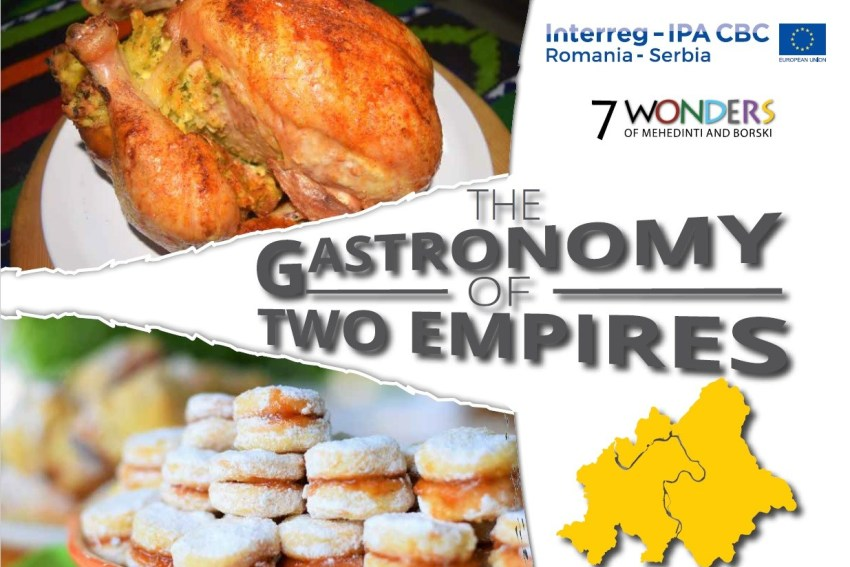 Interreg - IPA CBC
Romania - Serbia
EUROPEAN UNION
7 WONDERS
OF MEHEDINTI AND BORSKI
THE
GASTRONOMY
OF
TWO EMPIRES